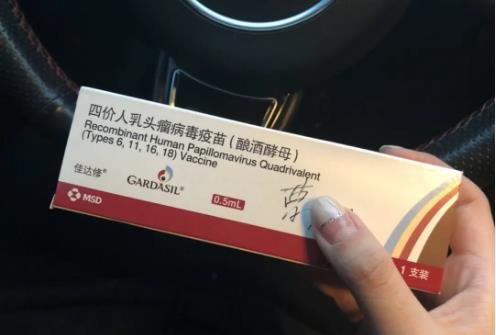 四价人乳头瘤病毒疫苗（酿酒酵母）
Recombinant Human Papillomavirus Quadrivalent
(Types 6, 11, 16, 18) Vaccine
佳达修®
GARDASIL®
0.5mL
MSD
1支装